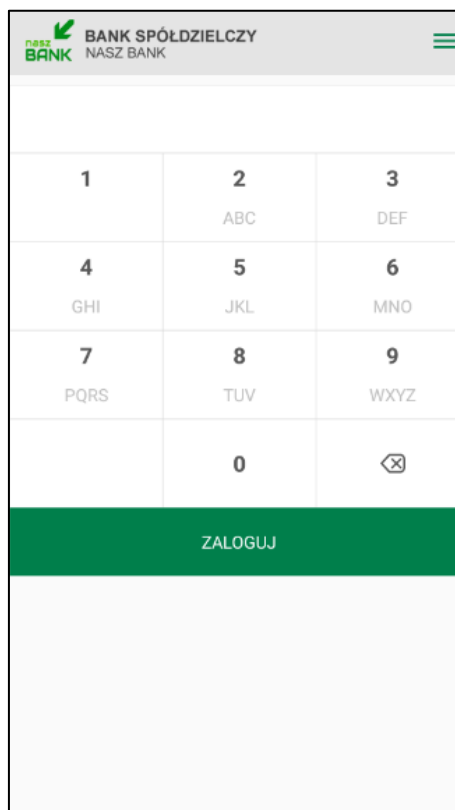 nasz
BANK
BANK SPÓŁDZIELCZY
NASZ BANK
1 2 3
ABC DEF
4 5 6
GHI JKL MNO
7 8 9
PQRS TUV WXYZ
0
ZALOGUJ